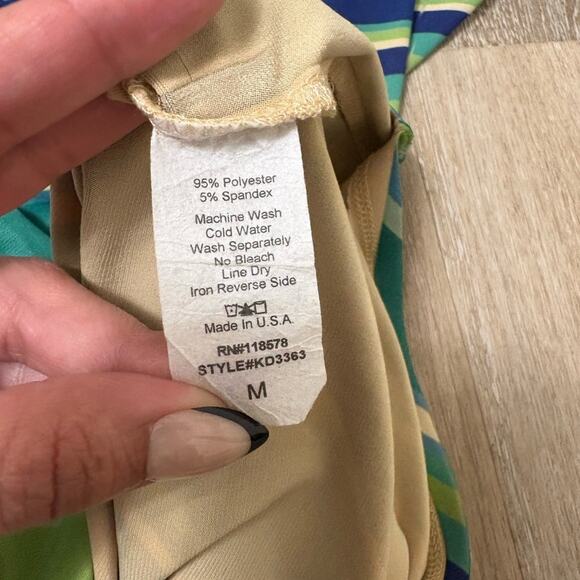 95% Polyester
5% Spandex
Machine Wash
Cold Water
Wash Separately
No Bleach
Line Dry
Iron Reverse Side
Made In U.S.A.
RN#118578
STYLE#KD3363
M